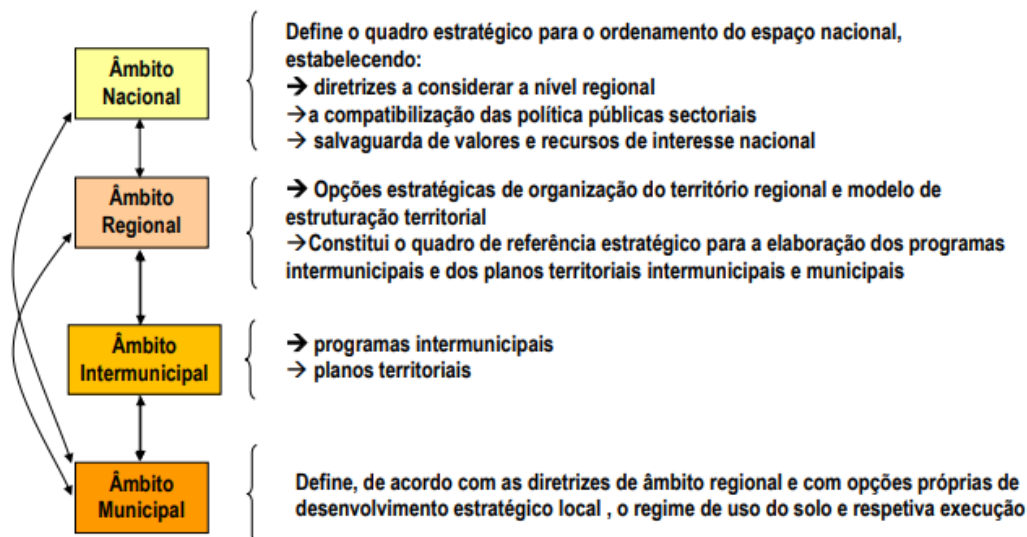 Âmbito
Nacional
Define o quadro estratégico para o ordenamento do espaço nacional,
estabelecendo:
➔ diretrizes a considerar a nível regional
→a compatibilização das política públicas sectoriais
→ salvaguarda de valores e recursos de interesse nacional
Âmbito
Regional
➔ Opções estratégicas de organização do território regional e modelo de
estruturação territorial
→Constitui o quadro de referência estratégico para a elaboração dos programas
intermunicipais e dos planos territoriais intermunicipais e municipais
Âmbito
Intermunicipal
➔ programas intermunicipais
→ planos territoriais
Âmbito
Municipal
Define, de acordo com as diretrizes de âmbito regional e com opções próprias de
desenvolvimento estratégico local , o regime de uso do solo e respetiva execução